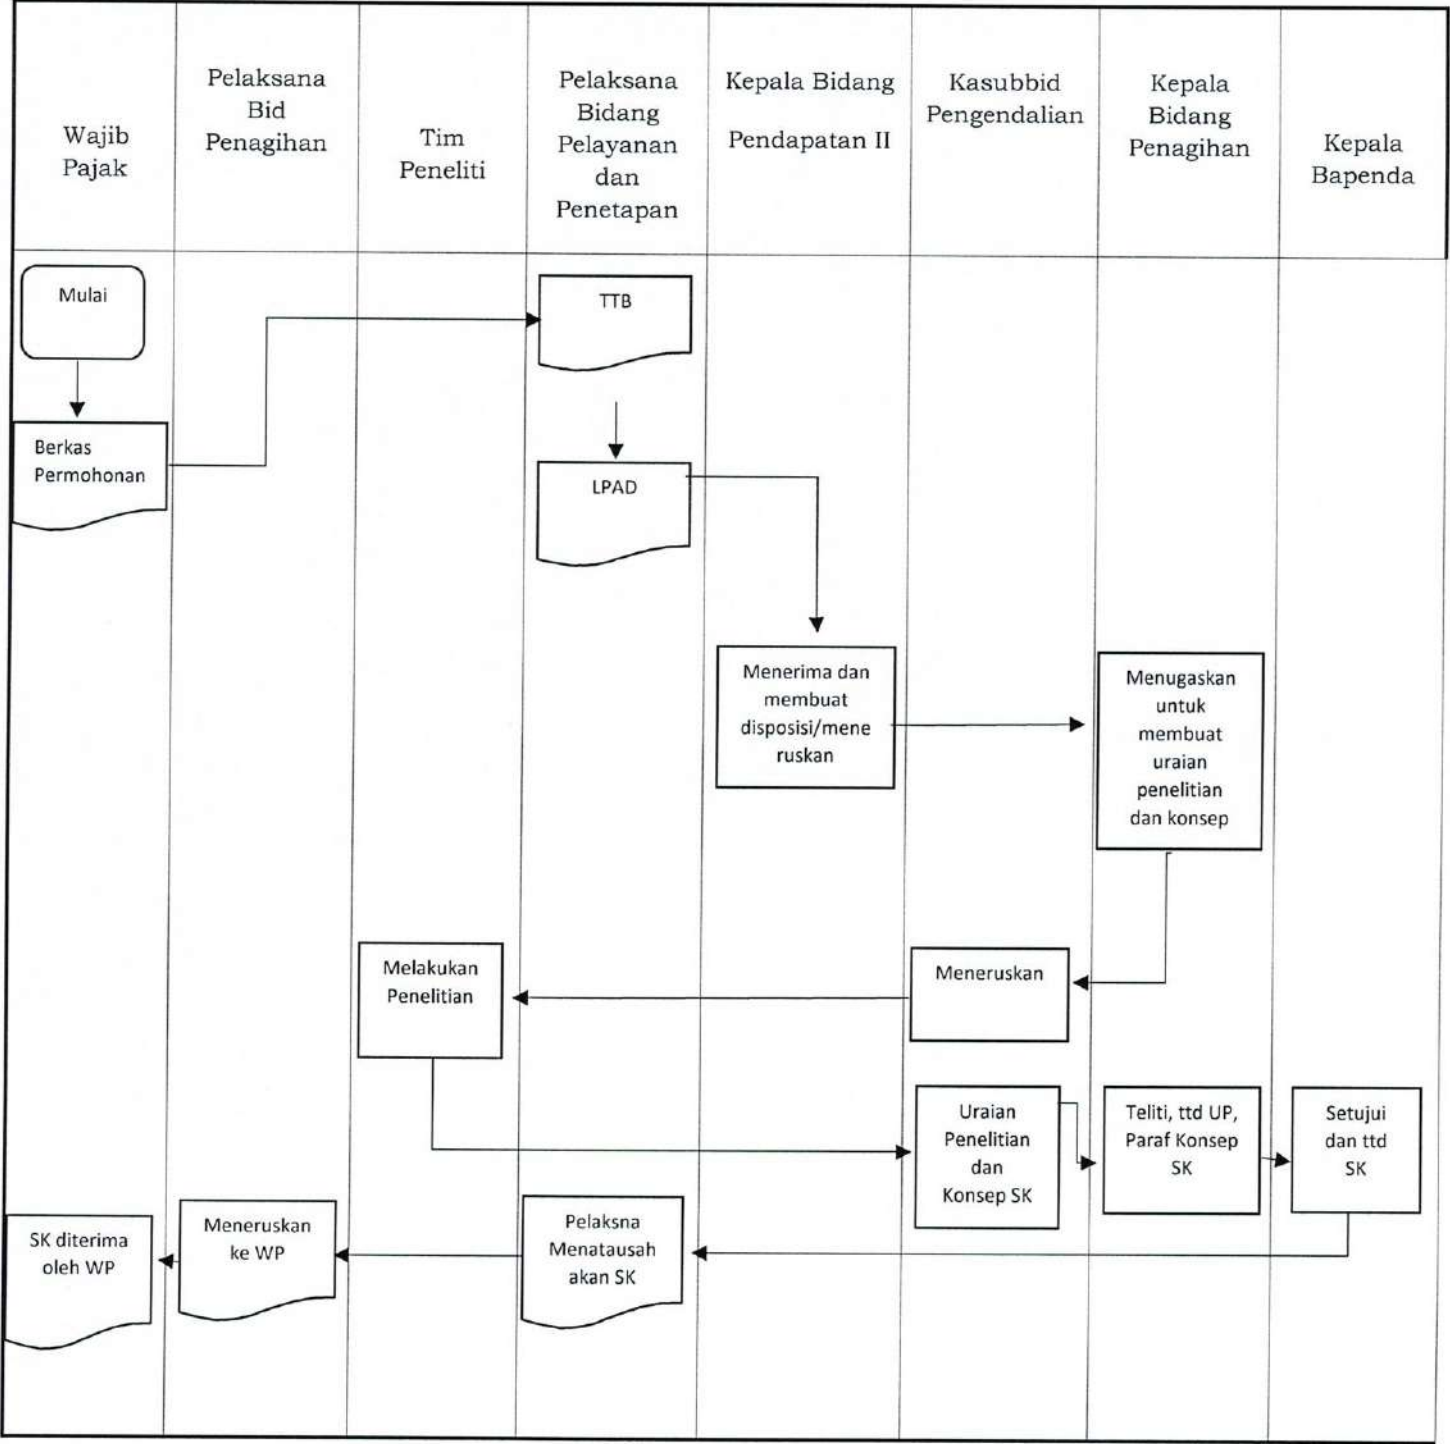 Wajib
Pajak
Pelaksana
Bid
Penagihan
Tim
Peneliti
Pelaksana
Bidang
Pelayanan
dan
Penetapan
Kepala Bidang
Pendapatan II
Kasubbid
Pengendalian
Kepala
Bidang
Penagihan
Kepala
Bapenda
Mulai
TTB
Berkas
Permohonan
LPAD
Menerima dan
membuat
disposisi/mene
ruskan
Menugaskan
untuk
membuat
uraian
penelitian
dan konsep
Melakukan
Penelitian
Meneruskan
Uraian
Penelitian
dan
Konsep SK
Teliti, ttd UP,
Paraf Konsep
SK
Setujui
dan ttd
SK
SK diterima
oleh WP
Meneruskan
ke WP
Pelaksna
Menatausah
akan SK